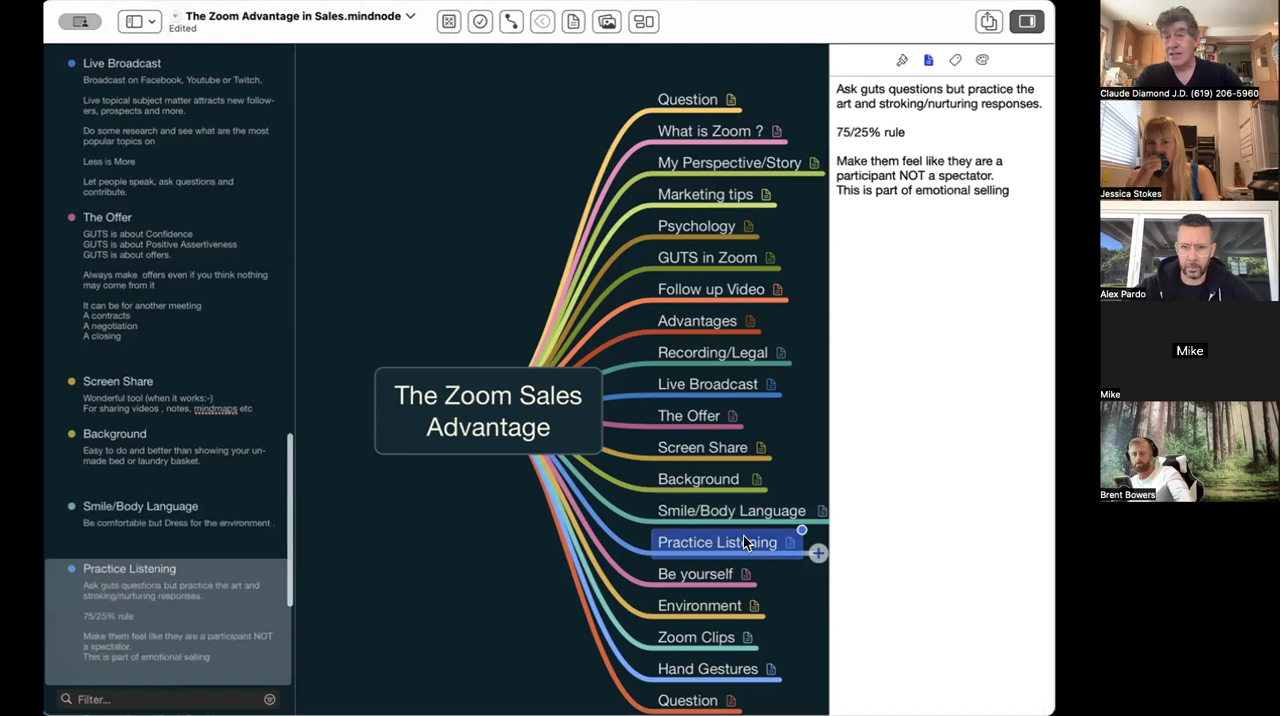 The Zoom Advantage in Sales.mindnode
Edited
Live Broadcast
Broadcast on Facebook, Youtube or Twitch.
Live topical subject matter attracts new follow-
ers, prospects and more.
Do some research and see what are the most
popular topics on
Less is More
Let people speak, ask questions and
contribute.
The Offer
GUTS is about Confidence
GUTS is about Positive Assertiveness
GUTS is about offers.
Always make offers even if you think nothing
may come from it
It can be for another meeting
A contracts
A negotiation
A closing
Screen Share
Wonderful tool (when it works:-)
For sharing videos , notes, mindmaps etc
Background
Easy to do and better than showing your un-
made bed or laundry basket.
Smile/Body Language
Be comfortable but Dress for the environment .
Practice Listening
Ask guts questions but practice the art and
stroking/nurturing responses.
75/25% rule
Make them feel like they are a participant NOT
a spectator.
This is part of emotional selling
Filter...
The Zoom Sales
Advantage
Question
What is Zoom ?
My Perspective/Story
Marketing tips
Psychology
GUTS in Zoom
Follow up Video
Advantages
Recording/Legal
Live Broadcast
The Offer
Screen Share
Background
Smile/Body Language
Practice Listening
Be yourself
Environment
Zoom Clips
Hand Gestures
Question
Ask guts questions but practice the
art and stroking/nurturing responses.
75/25% rule
Make them feel like they are a
participant NOT a spectator.
This is part of emotional selling
Claude Diamond J.D. (619) 206-5960
Jessica Stokes
Alex Pardo
Mike
Mike
Brent Bowers